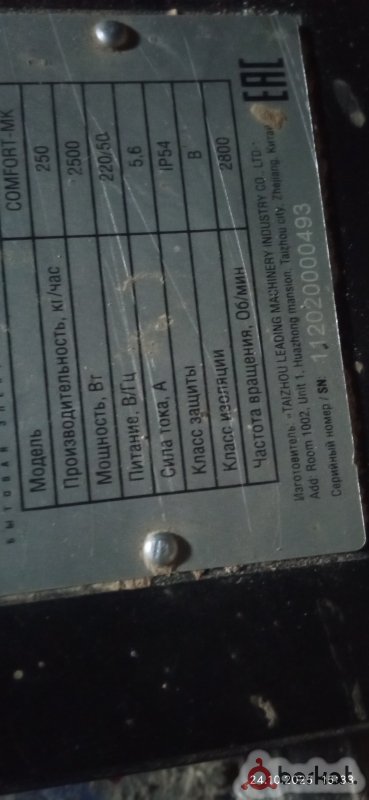 Модель COMFORT-MK
Производительность, кг/час 250
Мощность, Вт 2500
Питание, В/Гц 220/50
Сила тока, А 5,6
Класс защиты IP54
Класс изоляции В
Частота вращения, Об/мин 2800
Изготовитель: «TAIZHOU LEADING MACHINERY INDUSTRY CO., LTD
Add: Room 1002, Unit 1, Huazhong mansion, Taizhou city, Zhejiang, Китай
Серийный номер / SN: 112020000493
EAC
24.10.2025 15:33